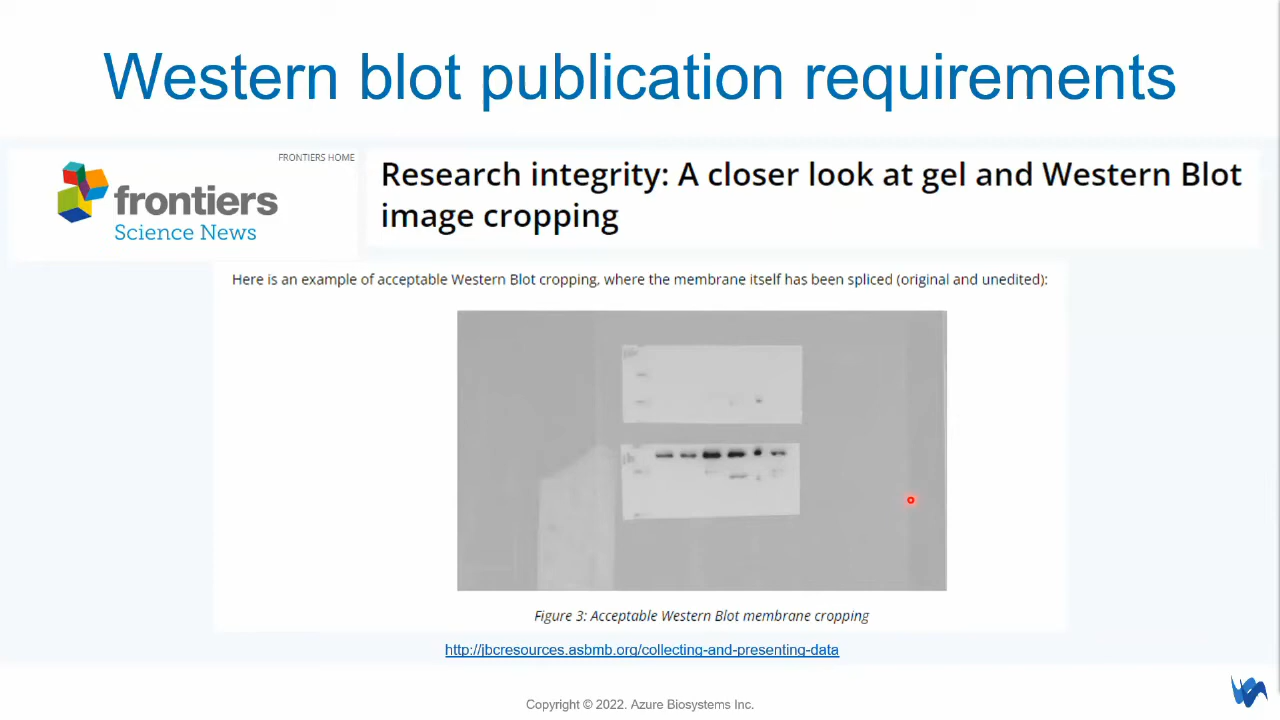 Western blot publication requirements
FRONTIERS HOME
frontiers
Science News
Research integrity: A closer look at gel and Western Blot
image cropping
Here is an example of acceptable Western Blot cropping, where the membrane itself has been spliced (original and unedited):
Figure 3: Acceptable Western Blot membrane cropping
http://jbcresources.asbmb.org/collecting-and-presenting-data
Copyright © 2022. Azure Biosystems Inc.